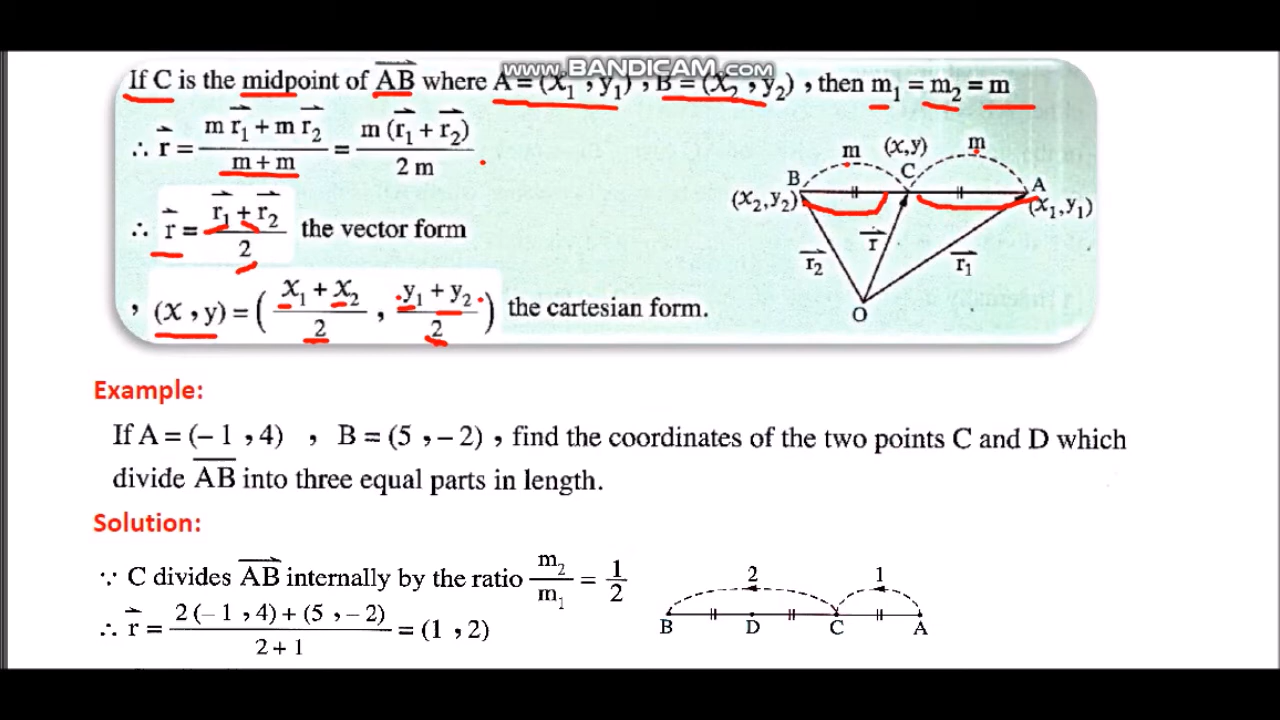 www.BANDICAM.com
If C is the midpoint of AB where A = (x₁ , y₁) , B = (x₂ , y₂) , then m₁ = m₂ = m
∴ r = (m r₁ + m r₂) / (m + m) = m (r₁ + r₂) / 2 m .
∴ r = (r₁ + r₂) / 2 the vector form
, (x , y) = ( (x₁ + x₂) / 2 , (y₁ + y₂) / 2 ) the cartesian form.
m (x,y) m
B C A
(x₂,y₂) (x₁,y₁)
r₂ r r₁
O
Example:
If A = (– 1 , 4) , B = (5 , – 2) , find the coordinates of the two points C and D which
divide AB into three equal parts in length.
Solution:
∵ C divides AB internally by the ratio m₂ / m₁ = 1 / 2
∴ r = (2 (– 1 , 4) + (5 , – 2)) / (2 + 1) = (1 , 2)
2 1
B D C A